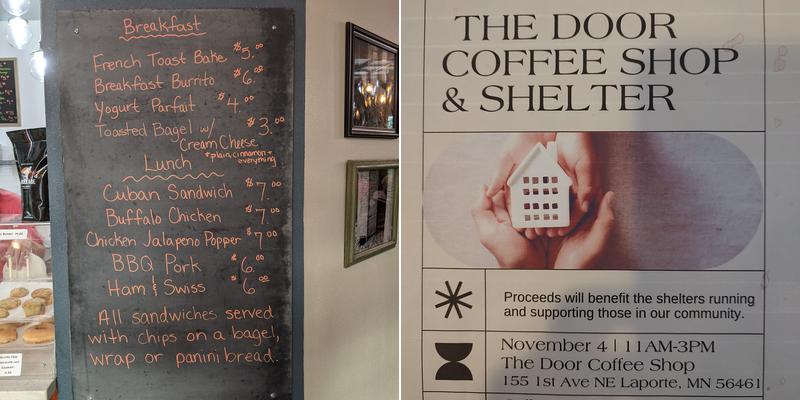 Breakfast
French Toast Bake $5.00
Breakfast Burrito $6.00
Yogurt Parfait $4.00
Toasted Bagel w/ $3.00
Cream Cheese
*plain, cinnamon +
everything
Lunch
Cuban Sandwich $7.00
Buffalo Chicken $7.00
Chicken Jalapeno Popper $7.00
BBQ Pork $6.00
Ham & Swiss $6.00
All sandwiches served
with chips on a bagel,
wrap or panini bread.
THE DOOR
COFFEE SHOP
& SHELTER
Proceeds will benefit the shelters running
and supporting those in our community.
November 4 | 11AM-3PM
The Door Coffee Shop
155 1st Ave NE Laporte, MN 56461